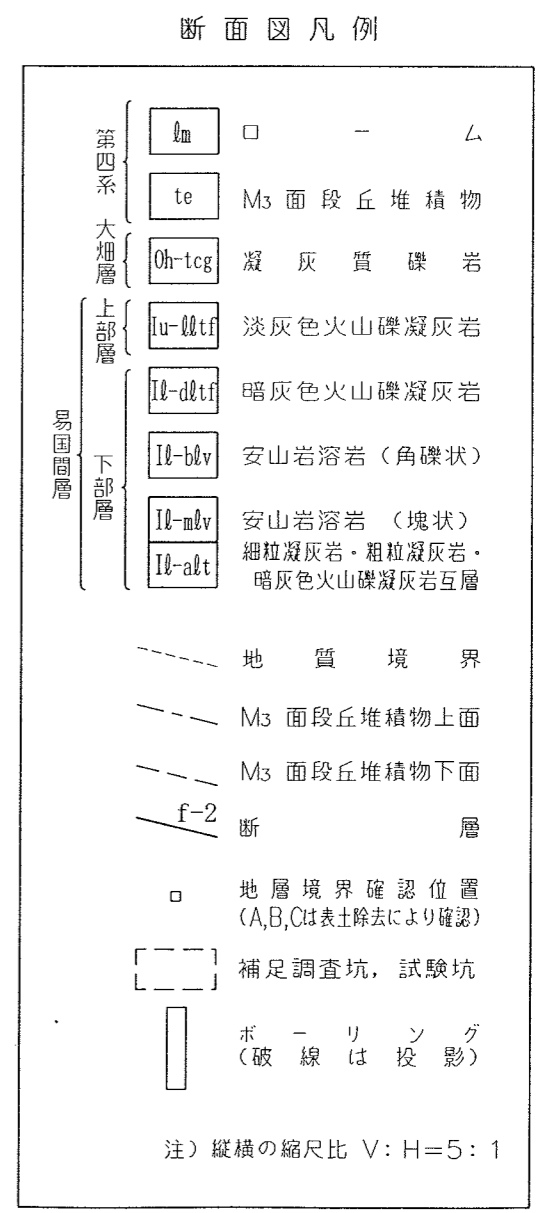 断面図凡例
第四系
ℓm ローム
te M3 面段丘堆積物
大畑層
Oh-tcg 凝灰質礫岩
易国間層
上部層
Iu-ℓℓtf 淡灰色火山礫凝灰岩
下部層
Iℓ-dℓtf 暗灰色火山礫凝灰岩
Iℓ-bℓv 安山岩溶岩(角礫状)
Iℓ-mℓv 安山岩溶岩 (塊状)
Iℓ-aℓt 細粒凝灰岩・粗粒凝灰岩・
暗灰色火山礫凝灰岩互層
地質境界
M3 面段丘堆積物上面
M3 面段丘堆積物下面
f-2 断層
地層境界確認位置
(A,B,Cは表土除去により確認)
補足調査坑,試験坑
ボーリング
(破線は投影)
注)縦横の縮尺比 V:H=5:1